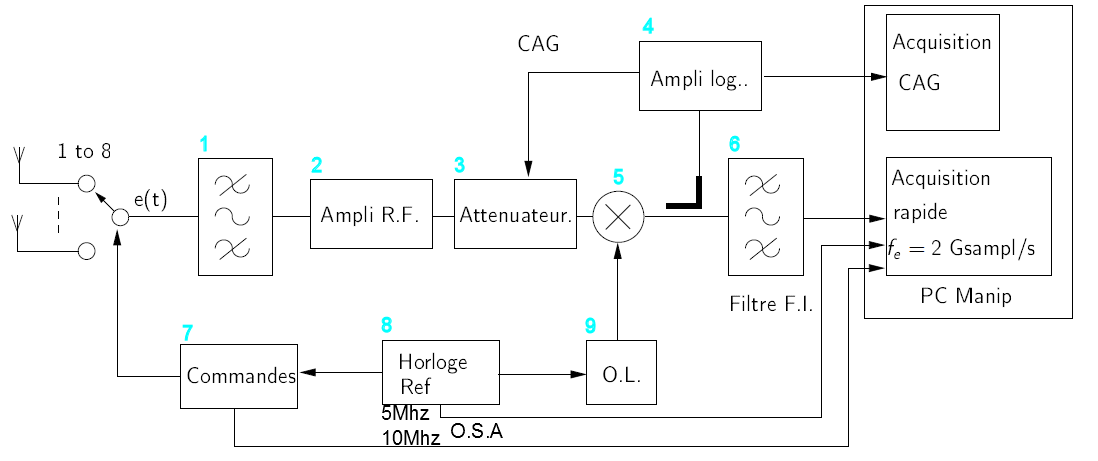 4
Acquisition
CAG
CAG
Ampli log..
1 to 8
1
2
3
5
6
e(t)
Ampli R.F.
Attenuateur.
Acquisition
rapide
fe = 2 Gsampl/s
PC Manip
Filtre F.I.
7
8
9
Commandes
Horloge
Ref
O.L.
5Mhz
10Mhz
O.S.A